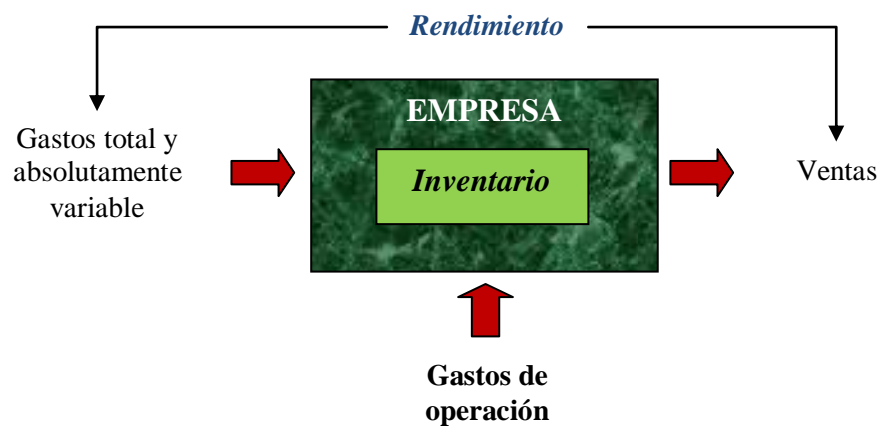 Rendimiento
EMPRESA
Inventario
Gastos total y
absolutamente
variable
Ventas
Gastos de
operación